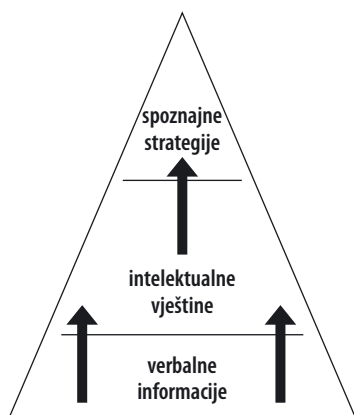 spoznajne
strategije
intelektualne
vještine
verbalne
informacije